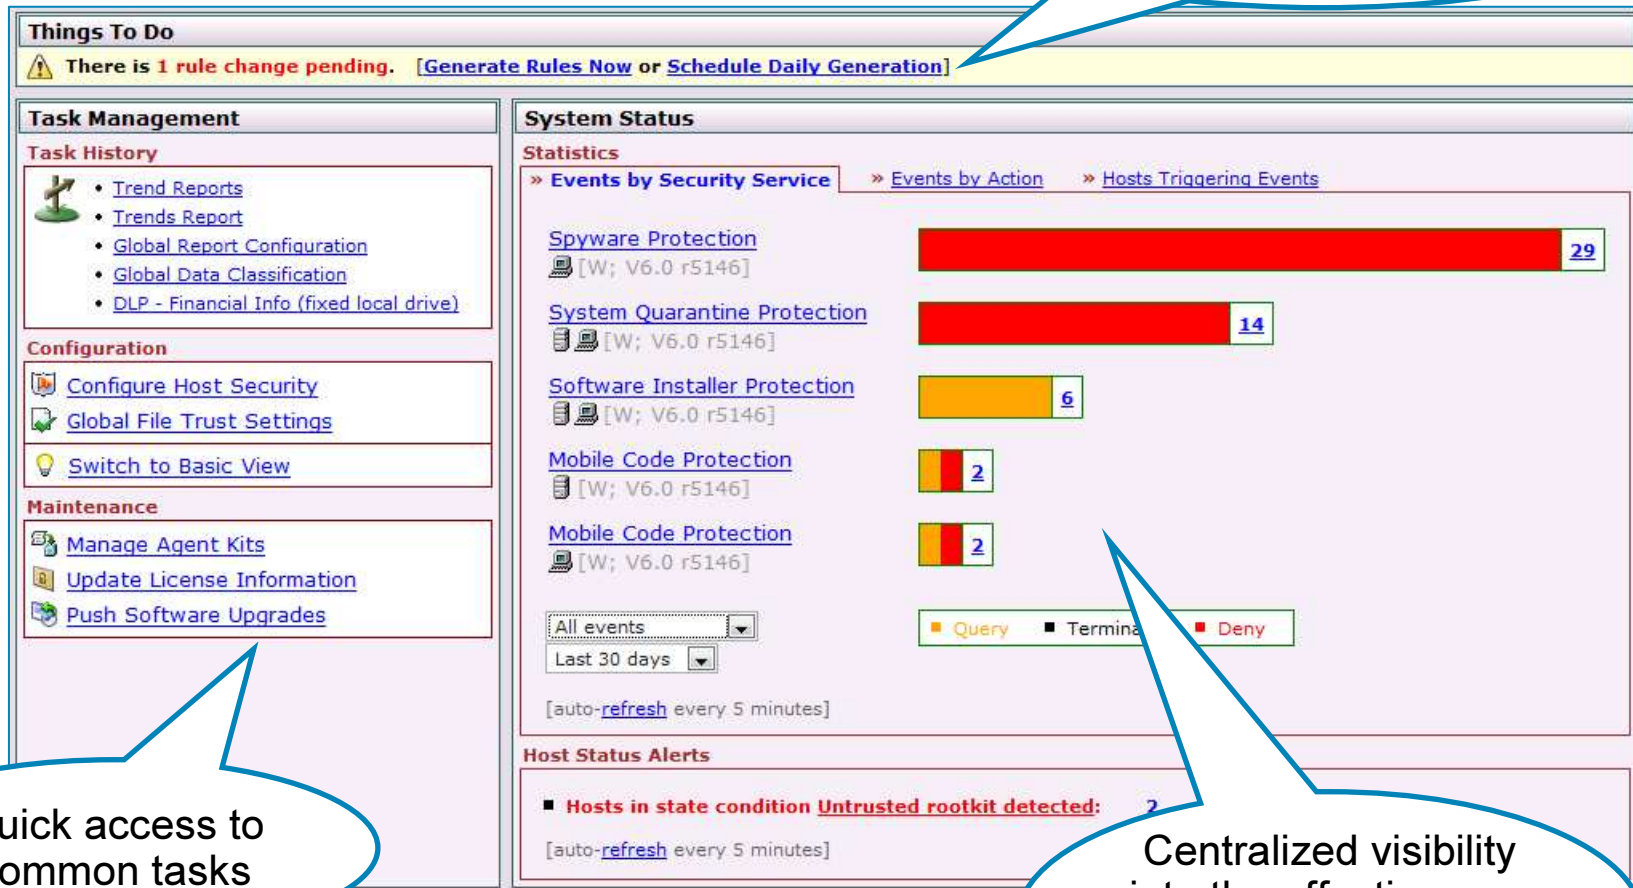 Things To Do
There is 1 rule change pending. [Generate Rules Now or Schedule Daily Generation]
Task Management
Task History
• Trend Reports
• Trends Report
• Global Report Configuration
• Global Data Classification
• DLP - Financial Info (fixed local drive)
Configuration
Configure Host Security
Global File Trust Settings
Switch to Basic View
Maintenance
Manage Agent Kits
Update License Information
Push Software Upgrades
System Status
Statistics
» Events by Security Service » Events by Action » Hosts Triggering Events
Spyware Protection 29
[W; V6.0 r5146]
System Quarantine Protection 14
[W; V6.0 r5146]
Software Installer Protection 6
[W; V6.0 r5146]
Mobile Code Protection 2
[W; V6.0 r5146]
Mobile Code Protection 2
[W; V6.0 r5146]
All events
Last 30 days
Query Termina Deny
[auto-refresh every 5 minutes]
Host Status Alerts
Hosts in state condition Untrusted rootkit detected: 2
[auto-refresh every 5 minutes]
uick access to
ommon tasks
Centralized visibility